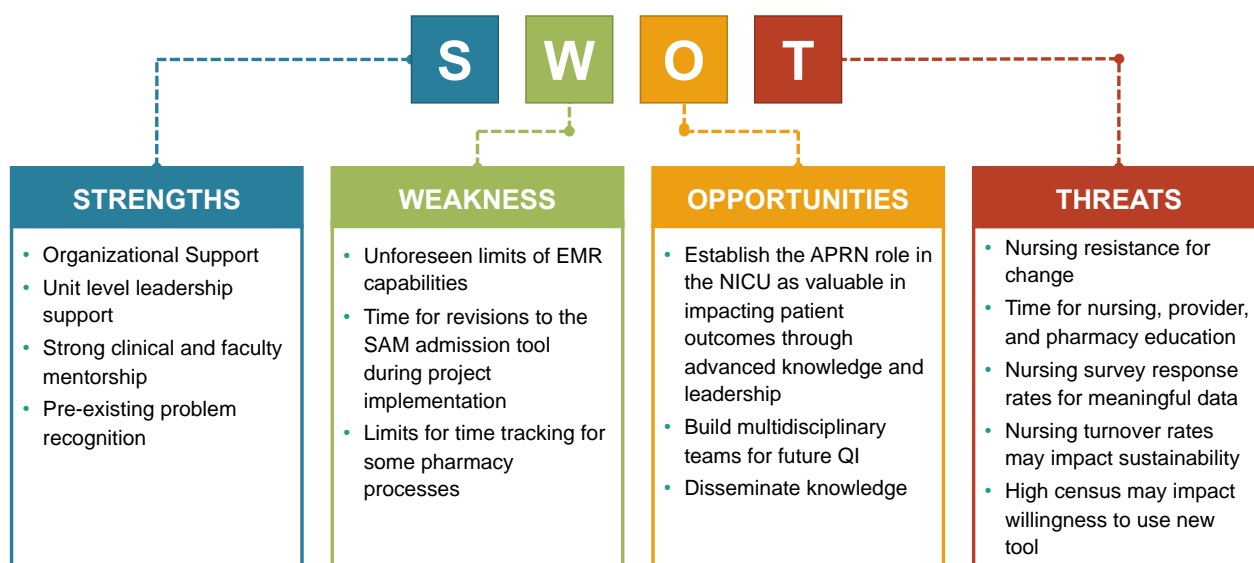 S W O T
STRENGTHS
• Organizational Support
• Unit level leadership
support
• Strong clinical and faculty
mentorship
• Pre-existing problem
recognition
WEAKNESS
• Unforeseen limits of EMR
capabilities
• Time for revisions to the
SAM admission tool
during project
implementation
• Limits for time tracking for
some pharmacy
processes
OPPORTUNITIES
• Establish the APRN role in
the NICU as valuable in
impacting patient
outcomes through
advanced knowledge and
leadership
• Build multidisciplinary
teams for future QI
• Disseminate knowledge
THREATS
• Nursing resistance for
change
• Time for nursing, provider,
and pharmacy education
• Nursing survey response
rates for meaningful data
• Nursing turnover rates
may impact sustainability
• High census may impact
willingness to use new
tool